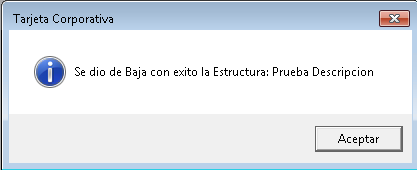 Tarjeta Corporativa
Se dio de Baja con exito la Estructura: Prueba Descripcion
Aceptar